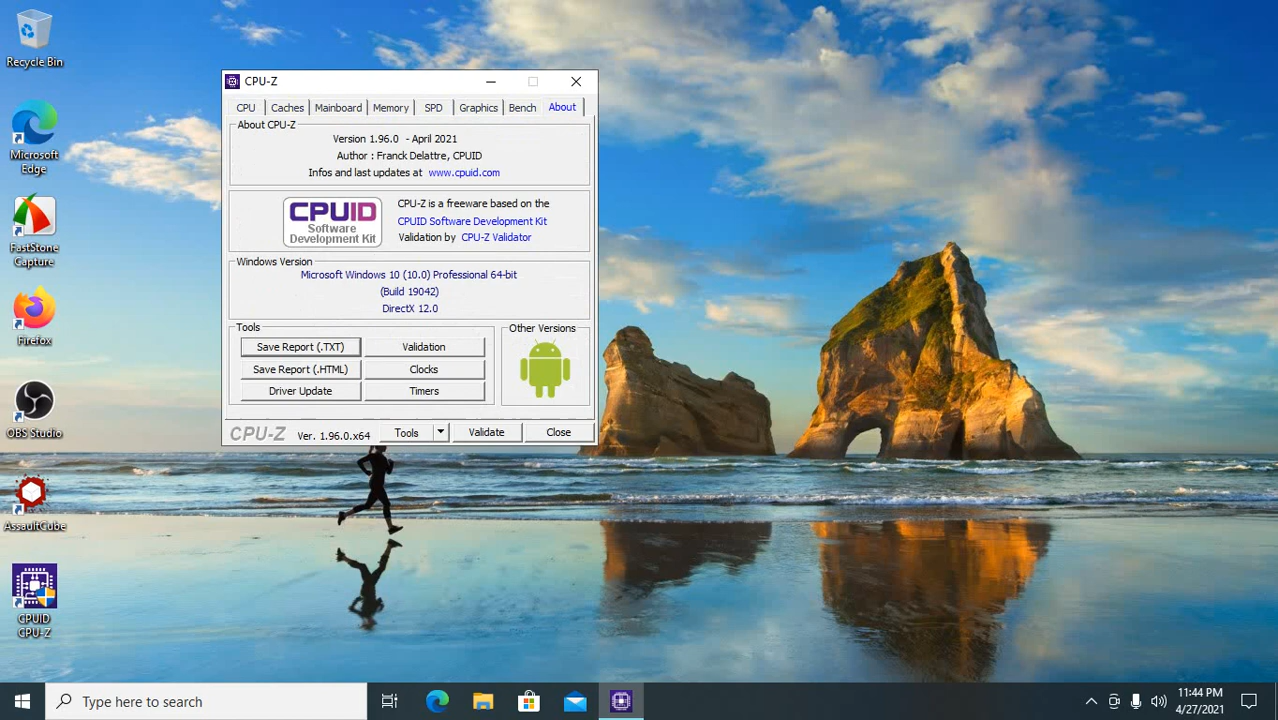 Recycle Bin
Microsoft
Edge
FastStone
Capture
Firefox
OBS Studio
AssaultCube
CPUID
CPU-Z
CPU-Z
CPU Caches Mainboard Memory SPD Graphics Bench About
About CPU-Z
Version 1.96.0 - April 2021
Author : Franck Delattre, CPUID
Infos and last updates at www.cpuid.com
CPUID
Software
Development Kit
CPU-Z is a freeware based on the
CPUID Software Development Kit
Validation by CPU-Z Validator
Windows Version
Microsoft Windows 10 (10.0) Professional 64-bit
(Build 19042)
DirectX 12.0
Tools
Save Report (.TXT) Validation
Save Report (.HTML) Clocks
Driver Update Timers
Other Versions
CPU-Z Ver. 1.96.0.x64 Tools Validate Close
Type here to search
11:44 PM
4/27/2021